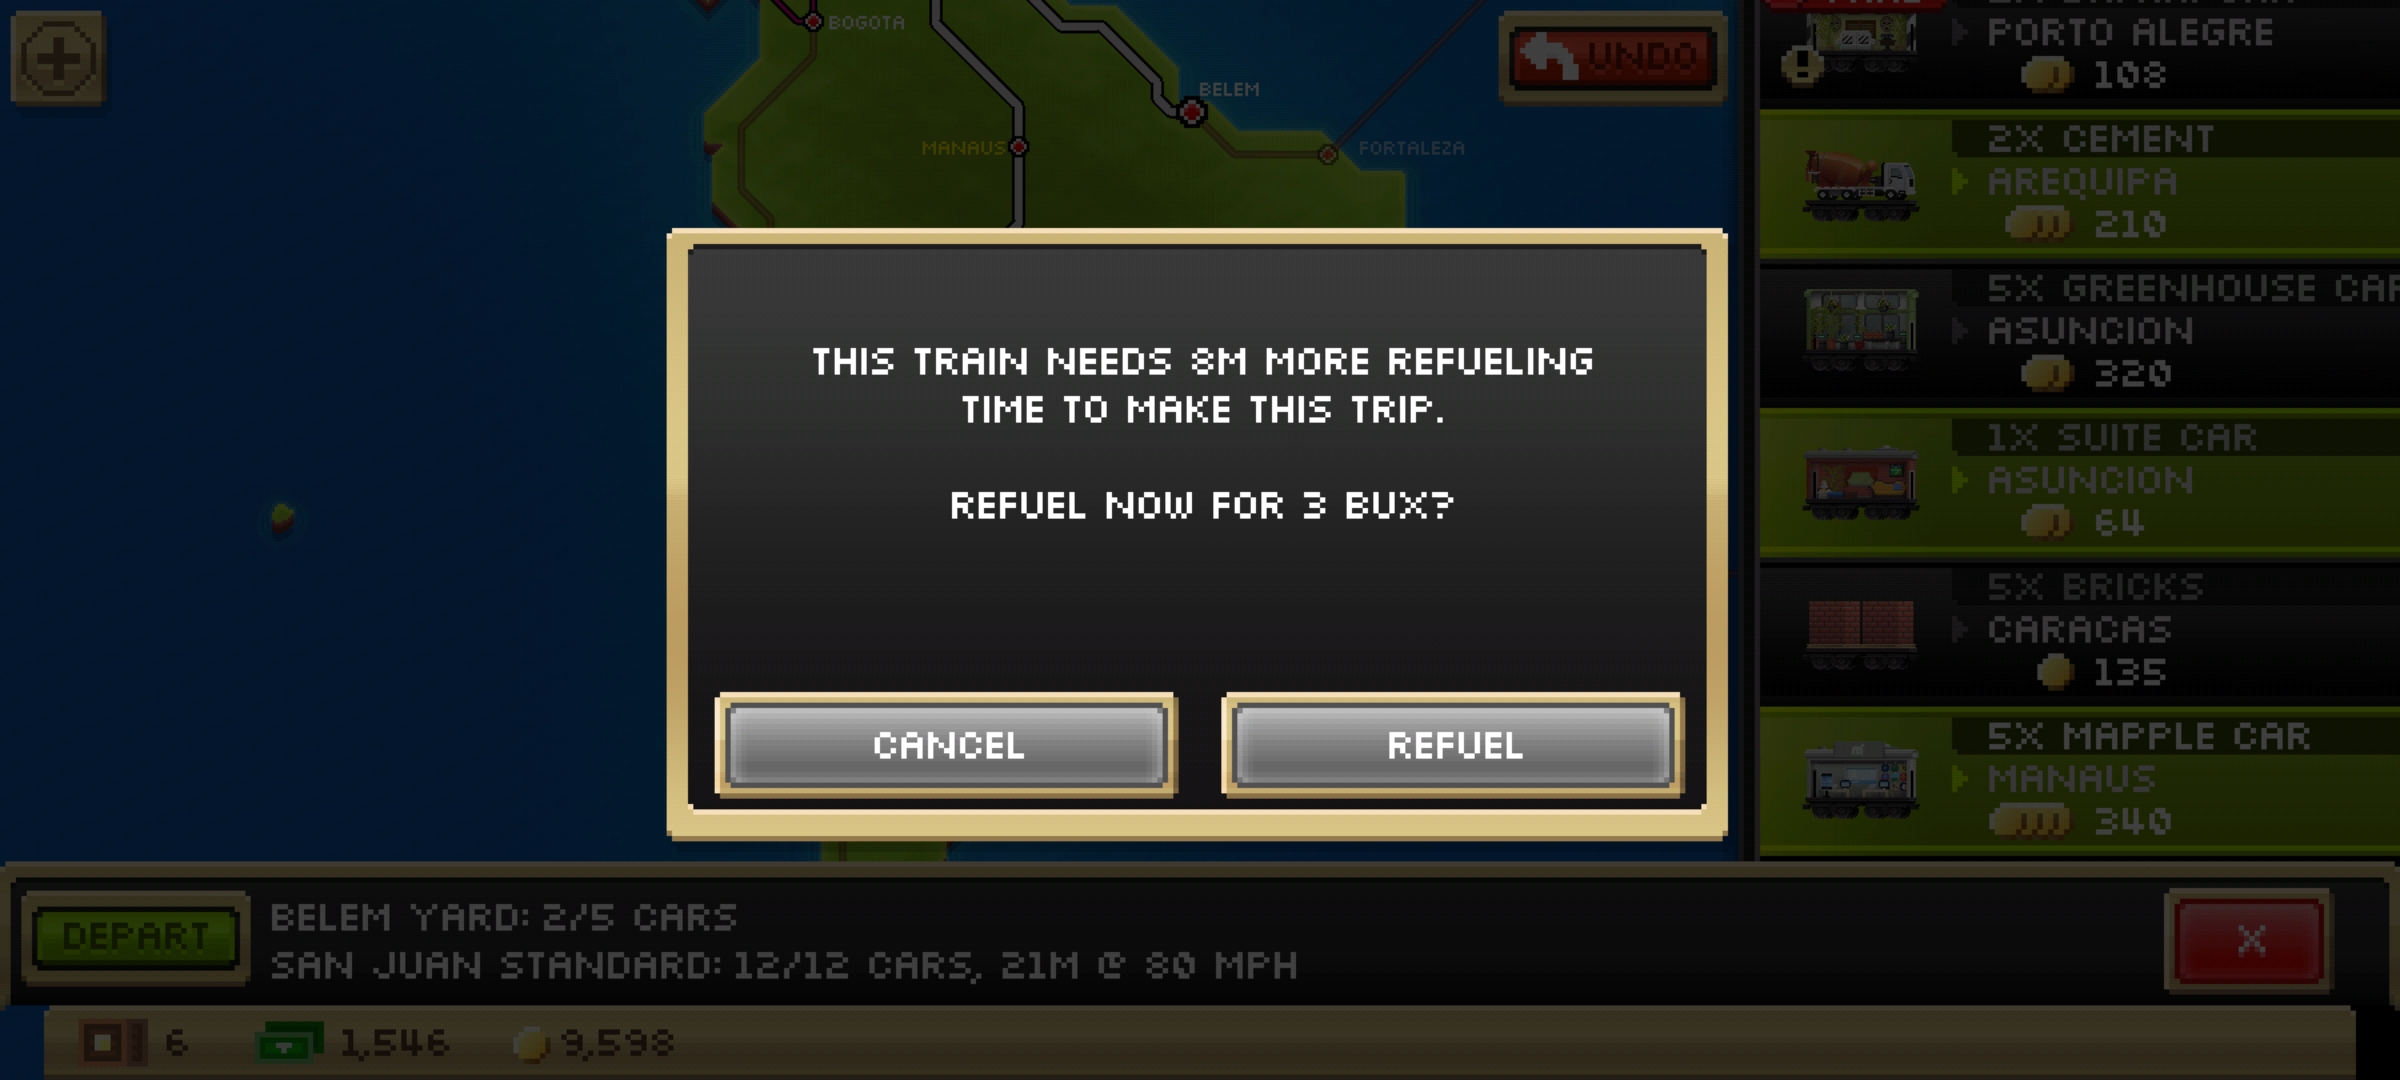 BOGOTA
UNDO
BELEM
MANAUS
FORTALEZA
PORTO ALEGRE
108
2X CEMENT
AREQUIPA
210
5X GREENHOUSE CAR
ASUNCION
320
1X SUITE CAR
ASUNCION
64
5X BRICKS
CARACAS
135
5X MAPPLE CAR
MANAUS
340
THIS TRAIN NEEDS 8M MORE REFUELING
TIME TO MAKE THIS TRIP.
REFUEL NOW FOR 3 BUX?
CANCEL
REFUEL
DEPART
BELEM YARD: 2/5 CARS
SAN JUAN STANDARD: 12/12 CARS, 21M @ 80 MPH
X
6
1,546
9,598